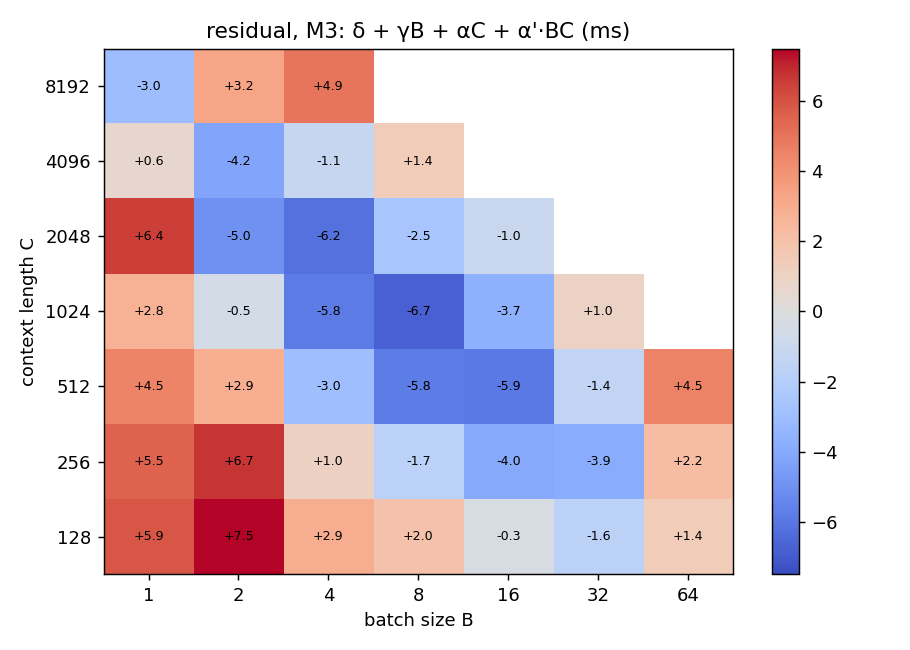 residual, M3: δ + γB + αC + α'·BC (ms)
8192 -3.0 +3.2 +4.9
4096 +0.6 -4.2 -1.1 +1.4
2048 +6.4 -5.0 -6.2 -2.5 -1.0
1024 +2.8 -0.5 -5.8 -6.7 -3.7 +1.0
512 +4.5 +2.9 -3.0 -5.8 -5.9 -1.4 +4.5
256 +5.5 +6.7 +1.0 -1.7 -4.0 -3.9 +2.2
128 +5.9 +7.5 +2.9 +2.0 -0.3 -1.6 +1.4
1 2 4 8 16 32 64
batch size B
context length C
6
4
2
0
−2
−4
−6